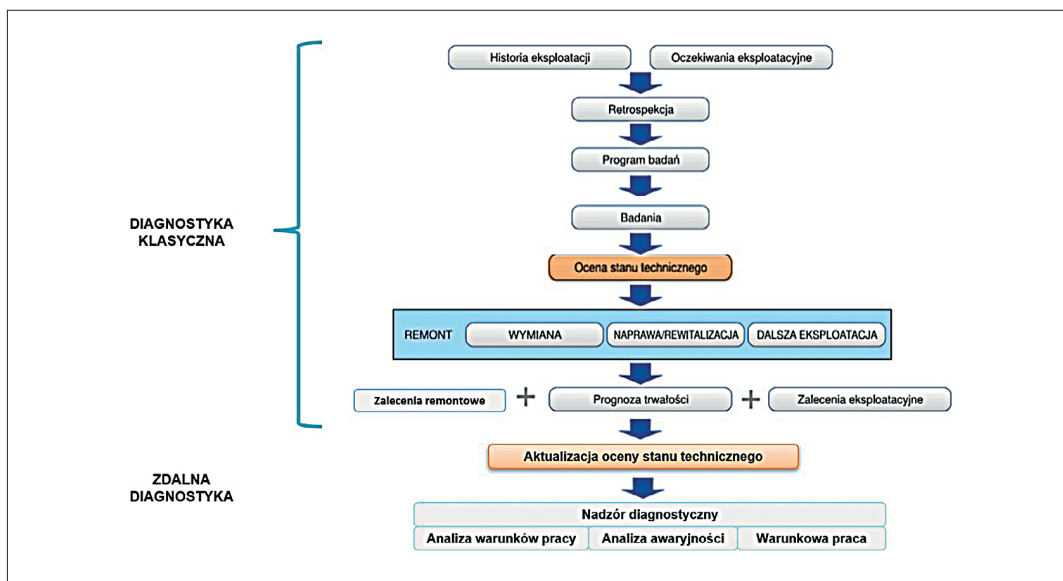 Historia eksploatacji
Oczekiwania eksploatacyjne
Retrospekcja
Program badań
Badania
DIAGNOSTYKA
KLASYCZNA
Ocena stanu technicznego
REMONT
WYMIANA
NAPRAWA/REWITALIZACJA
DALSZA EKSPLOATACJA
Zalecenia remontowe
+
Prognoza trwałości
+
Zalecenia eksploatacyjne
Aktualizacja oceny stanu technicznego
ZDALNA
DIAGNOSTYKA
Nadzór diagnostyczny
Analiza warunków pracy
Analiza awaryjności
Warunkowa praca